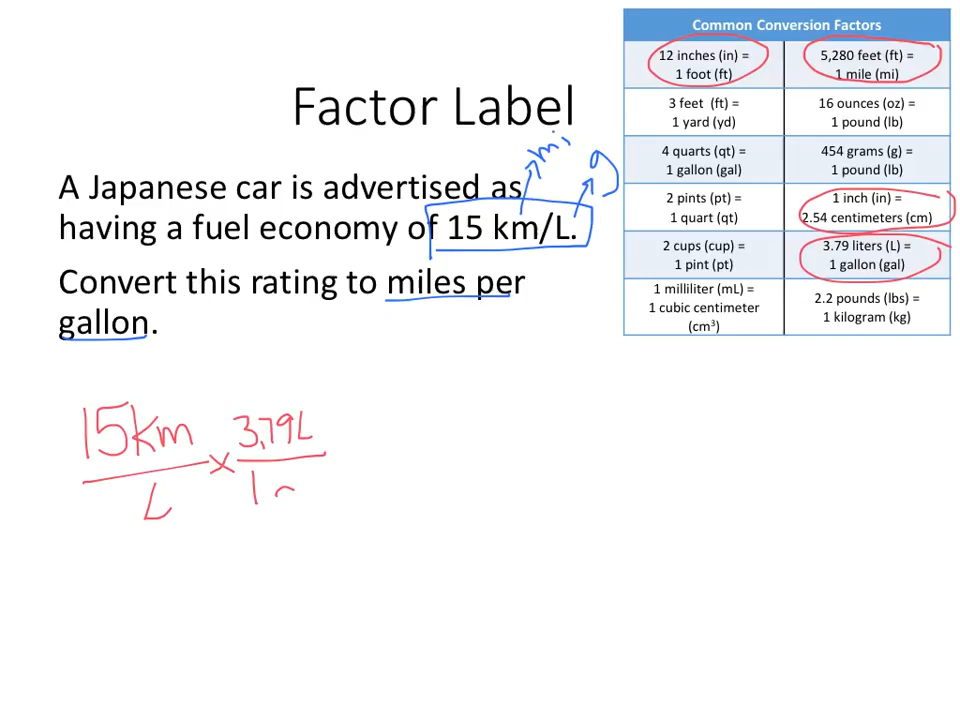 Common Conversion Factors
12 inches (in) =
1 foot (ft)
5,280 feet (ft) =
1 mile (mi)
3 feet (ft) =
1 yard (yd)
16 ounces (oz) =
1 pound (lb)
4 quarts (qt) =
1 gallon (gal)
454 grams (g) =
1 pound (lb)
2 pints (pt) =
1 quart (qt)
1 inch (in) =
2.54 centimeters (cm)
2 cups (cup) =
1 pint (pt)
3.79 liters (L) =
1 gallon (gal)
1 milliliter (mL) =
1 cubic centimeter
(cm³)
2.2 pounds (lbs) =
1 kilogram (kg)
Factor Label
mi
g
A Japanese car is advertised as
having a fuel economy of 15 km/L.
Convert this rating to miles per
gallon.
15km × 3.79L
L 1